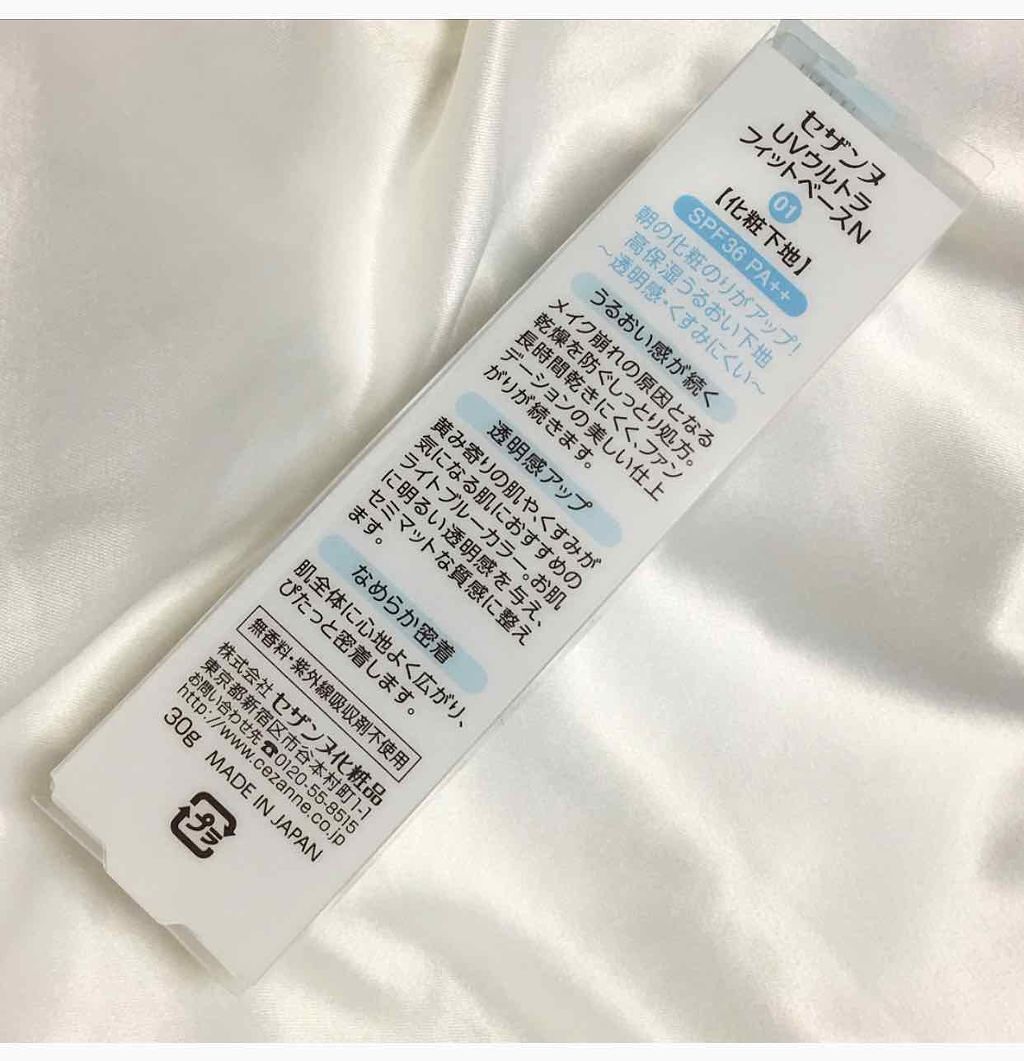 セザンヌ
UVウルトラ
フィットベースN
01
【化粧下地】
SPF36 PA++
朝の化粧のりがアップ!
高保湿うるおい下地
～透明感・くすみにくい～
うるおい感が続く
メイク崩れの原因となる
乾燥を防ぐしっとり処方。
長時間乾きにくく、ファン
デーションの美しい仕上
がりが続きます。
透明感アップ
黄み寄りの肌や、くすみが
気になる肌におすすめの
ライトブルーカラー。お肌
に明るい透明感を与え、
セミマットな質感に整え
ます。
なめらか密着
肌全体に心地よく広がり、
ぴたっと密着します。
無香料・紫外線吸収剤不使用
株式会社 セザンヌ化粧品
東京都新宿区市谷本村町1-1
お問い合わせ先☎0120-55-8515
http://www.cezanne.co.jp
30g MADE IN JAPAN
プラ